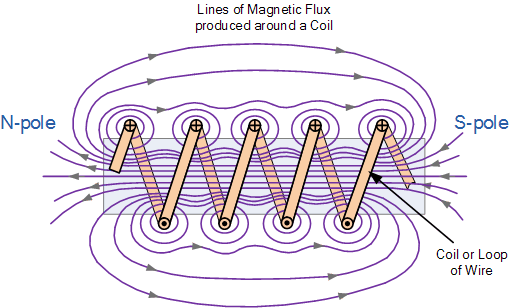 Lines of Magnetic Flux
produced around a Coil
N-pole
S-pole
Coil or Loop
of Wire